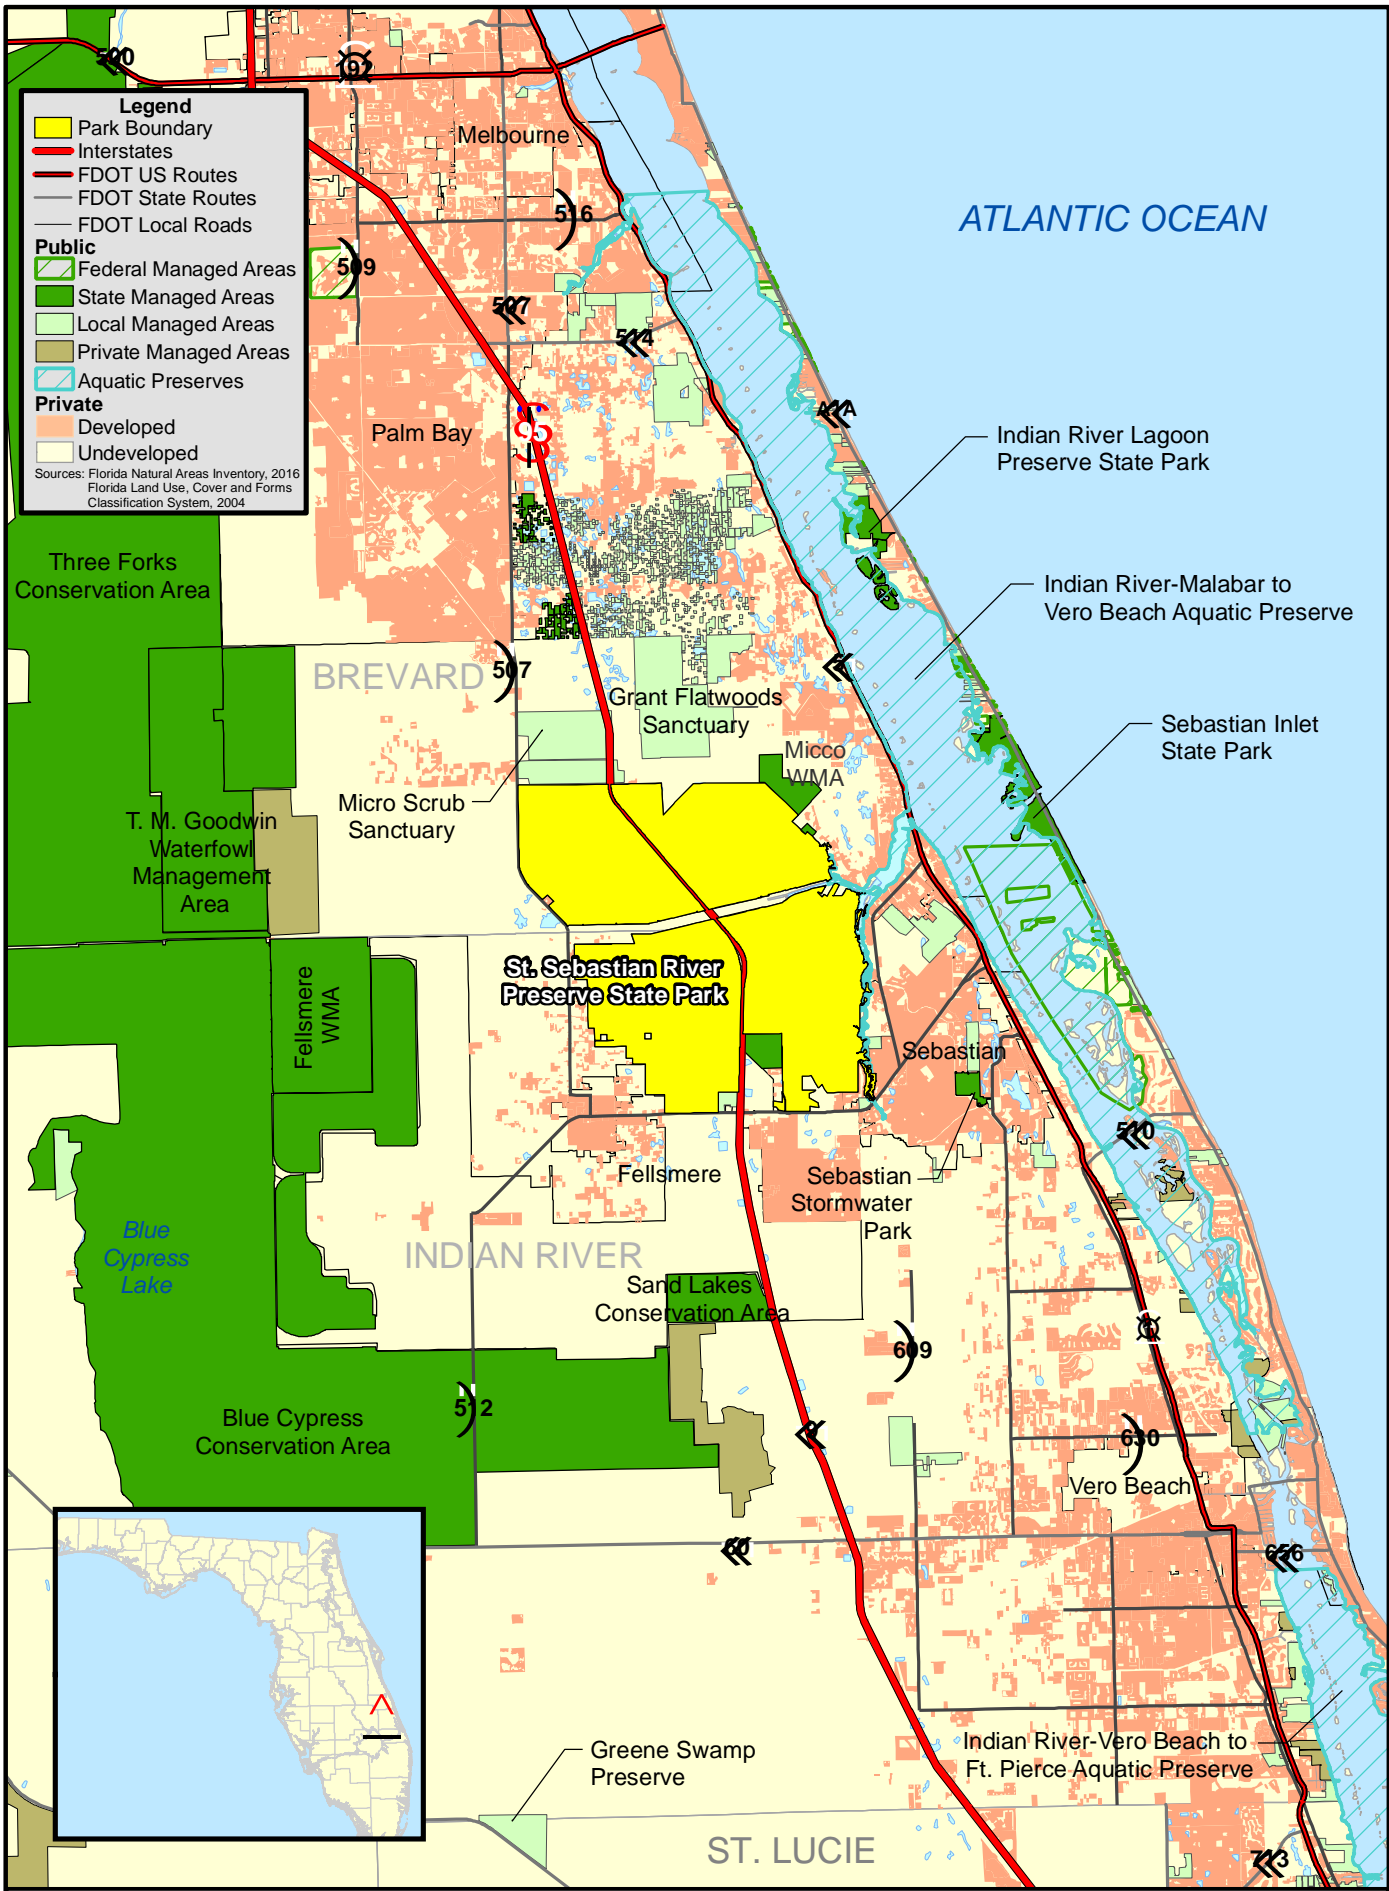 520
192
Legend
Park Boundary
Interstates
FDOT US Routes
FDOT State Routes
FDOT Local Roads
Public
Federal Managed Areas
State Managed Areas
Local Managed Areas
Private Managed Areas
Aquatic Preserves
Private
Developed
Undeveloped
Sources: Florida Natural Areas Inventory, 2016
Florida Land Use, Cover and Forms
Classification System, 2004
Melbourne
516
ATLANTIC OCEAN
509
507
514
A1A
Palm Bay
95
Indian River Lagoon
Preserve State Park
Three Forks
Conservation Area
Indian River-Malabar to
Vero Beach Aquatic Preserve
BREVARD
507
5
Grant Flatwoods
Sanctuary
Sebastian Inlet
State Park
Micco
WMA
Micro Scrub
Sanctuary
T. M. Goodwin
Waterfowl
Management
Area
St. Sebastian River
Preserve State Park
Fellsmere
WMA
Sebastian
510
Fellsmere
Sebastian
Stormwater
Park
Blue
Cypress
Lake
INDIAN RIVER
Sand Lakes
Conservation Area
1
609
512
Blue Cypress
Conservation Area
9
630
Vero Beach
60
656
Indian River-Vero Beach to
Ft. Pierce Aquatic Preserve
Greene Swamp
Preserve
ST. LUCIE
713